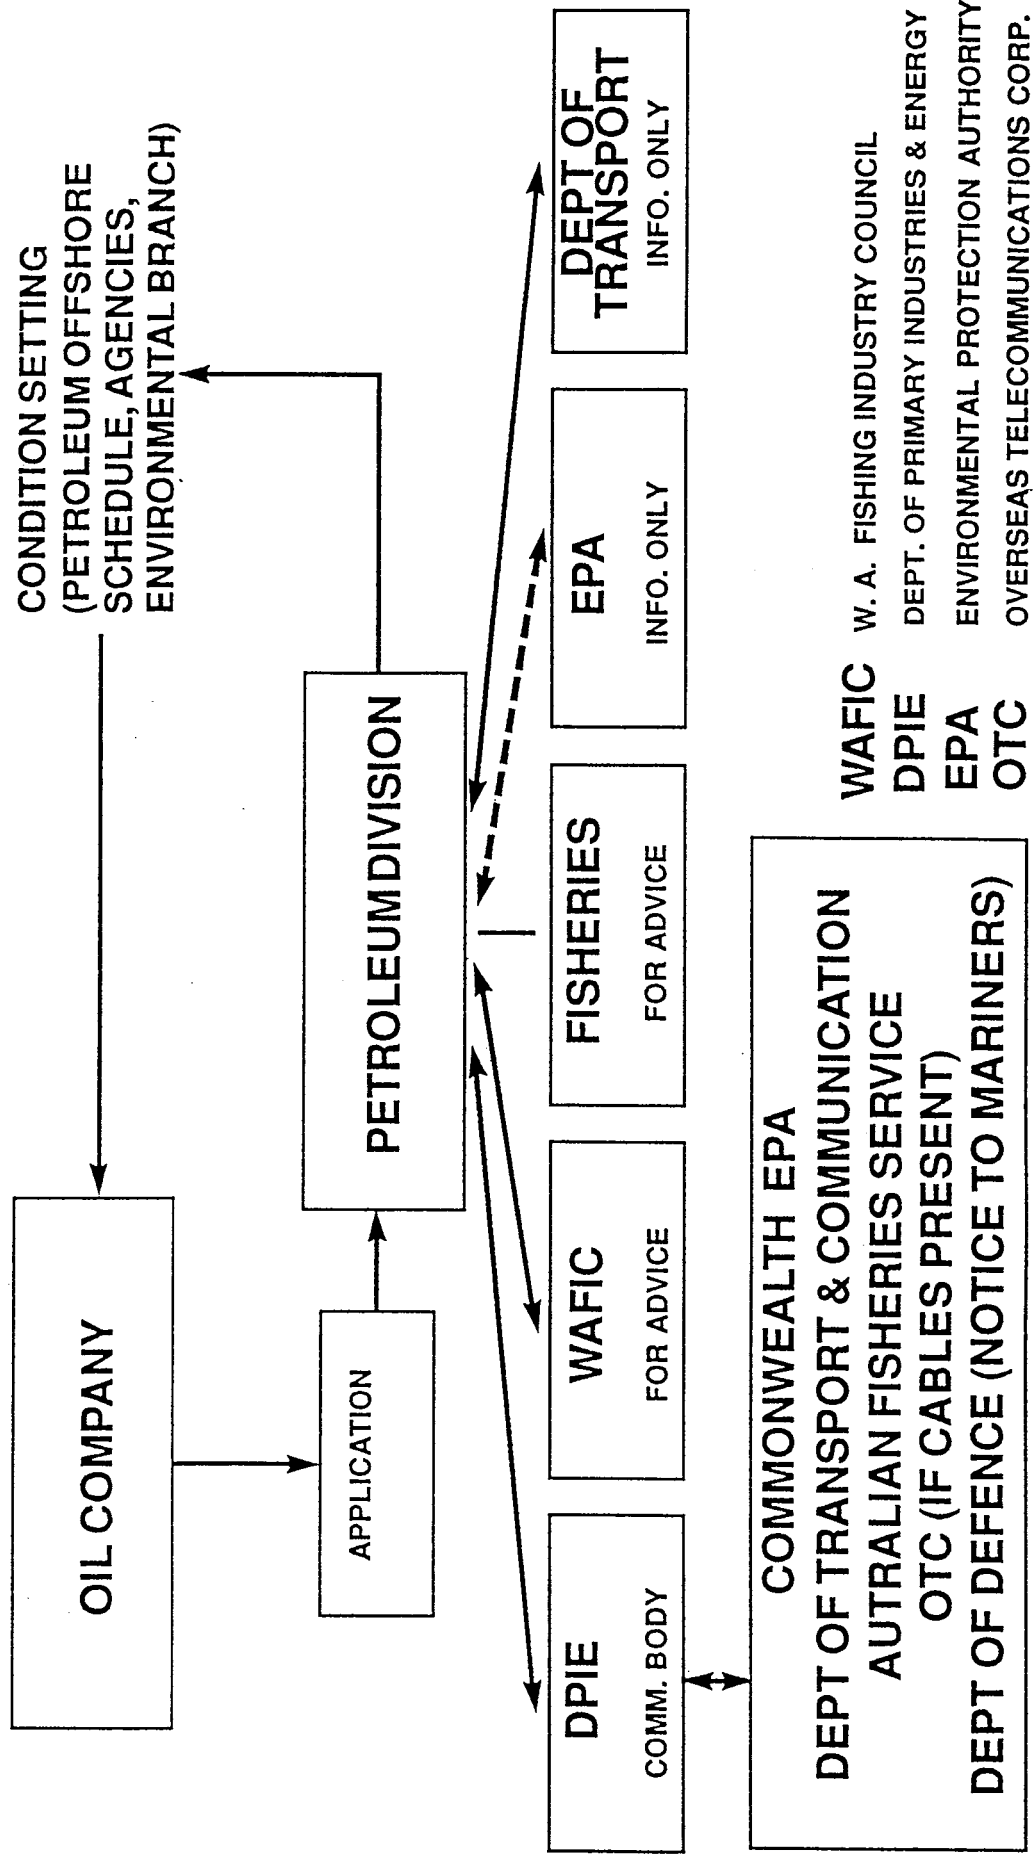 OIL COMPANY
CONDITION SETTING
(PETROLEUM OFFSHORE
SCHEDULE, AGENCIES,
ENVIRONMENTAL BRANCH)
APPLICATION
PETROLEUM DIVISION
DPIE
COMM. BODY
WAFIC
FOR ADVICE
FISHERIES
FOR ADVICE
EPA
INFO. ONLY
DEPT OF
TRANSPORT
INFO. ONLY
COMMONWEALTH EPA
DEPT OF TRANSPORT & COMMUNICATION
AUTRALIAN FISHERIES SERVICE
OTC (IF CABLES PRESENT)
DEPT OF DEFENCE (NOTICE TO MARINERS)
WAFIC W. A. FISHING INDUSTRY COUNCIL
DPIE DEPT. OF PRIMARY INDUSTRIES & ENERGY
EPA ENVIRONMENTAL PROTECTION AUTHORITY
OTC OVERSEAS TELECOMMUNICATIONS CORP.